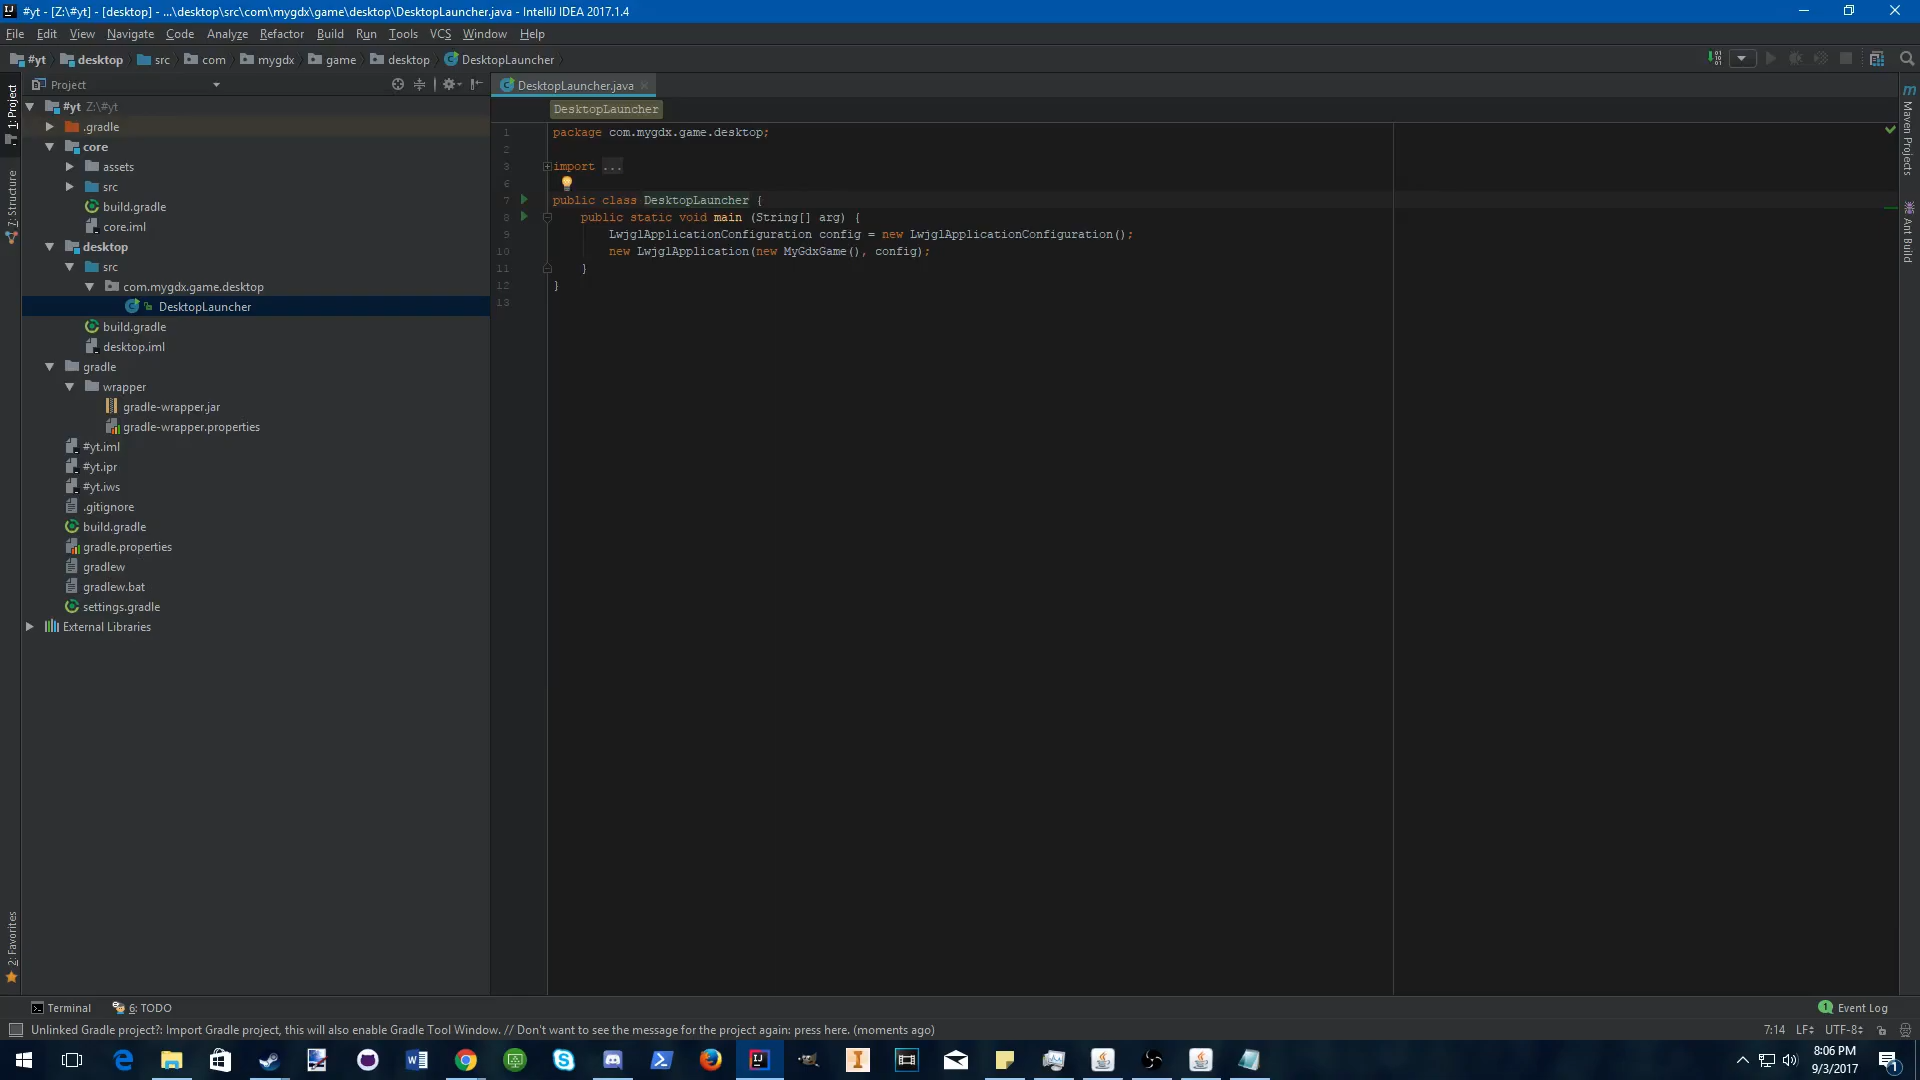 #yt - [Z:\#yt] - [desktop] - ...\desktop\src\com\mygdx\game\desktop\DesktopLauncher.java - IntelliJ IDEA 2017.1.4
File Edit View Navigate Code Analyze Refactor Build Run Tools VCS Window Help
#yt desktop src com mygdx game desktop DesktopLauncher
Project
DesktopLauncher.java
1: Project
7: Structure
2: Favorites
#yt Z:\#yt
.gradle
core
assets
src
build.gradle
core.iml
desktop
src
com.mygdx.game.desktop
DesktopLauncher
build.gradle
desktop.iml
gradle
wrapper
gradle-wrapper.jar
gradle-wrapper.properties
#yt.iml
#yt.ipr
#yt.iws
.gitignore
build.gradle
gradle.properties
gradlew
gradlew.bat
settings.gradle
External Libraries
DesktopLauncher
1 package com.mygdx.game.desktop;
2
3 import ...
6
7 public class DesktopLauncher {
8 public static void main (String[] arg) {
9 LwjglApplicationConfiguration config = new LwjglApplicationConfiguration();
10 new LwjglApplication(new MyGdxGame(), config);
11 }
12 }
13
m Maven Projects
Ant Build
Terminal 6: TODO
1 Event Log
Unlinked Gradle project?: Import Gradle project, this will also enable Gradle Tool Window. // Don't want to see the message for the project again: press here. (moments ago)
7:14 LF UTF-8
8:06 PM
9/3/2017
1